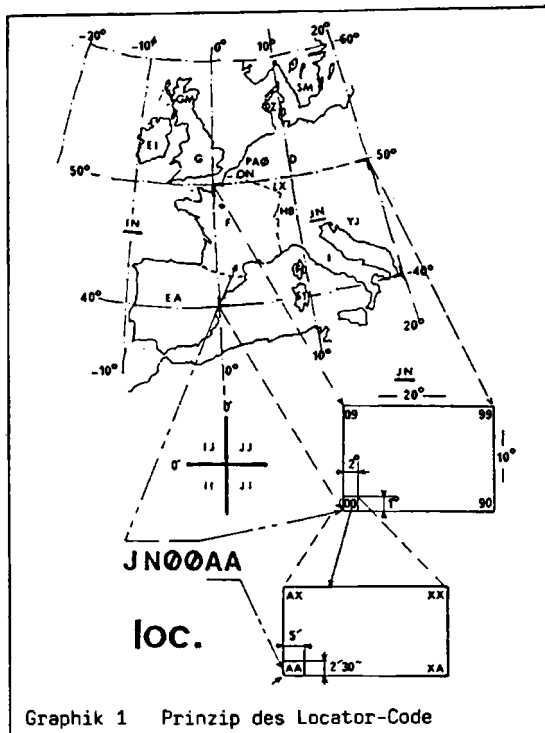 -20° -10° 0° 10° 20° -60°
GM SM
OZ
EI
G PAØ D
ON
50° 50°
LX
IN F HB JN YJ
I
40° EA 40°
-10° 0° 10° 20°
JN
20°
0°
09 99
IJ JJ
0°
II JI
2°
10°
00 1° 90
JNØØAA
loc.
AX XX
5'
AA 2'30" XA
Graphik 1 Prinzip des Locator-Code